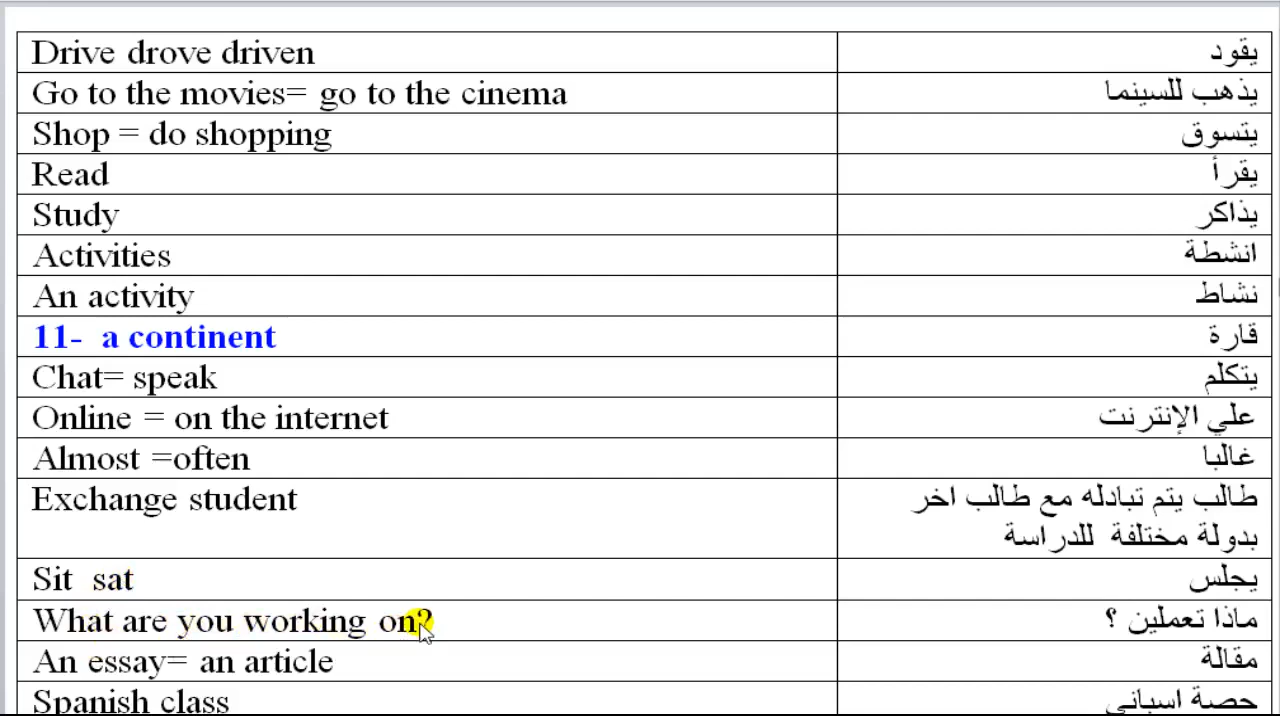 Drive drove driven يقود
Go to the movies= go to the cinema يذهب للسينما
Shop = do shopping يتسوق
Read يقرأ
Study يذاكر
Activities انشطة
An activity نشاط
11- a continent قارة
Chat= speak يتكلم
Online = on the internet علي الإنترنت
Almost =often غالبا
Exchange student طالب يتم تبادله مع طالب اخر
بدولة مختلفة للدراسة
Sit sat يجلس
What are you working on? ماذا تعملين ؟
An essay= an article مقالة
Spanish class حصة اسباني